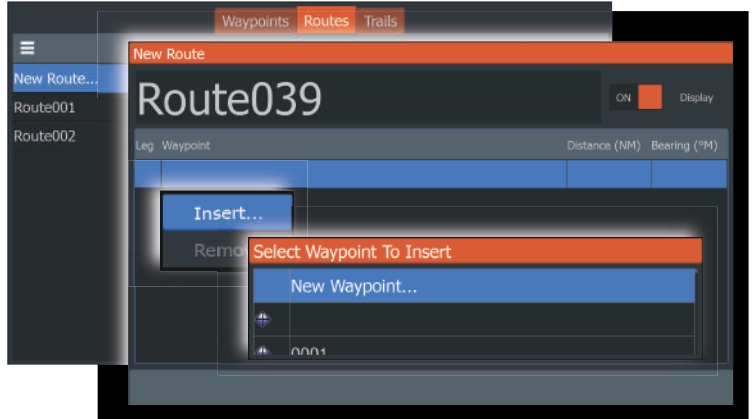 Waypoints Routes Trails
New Route...
Route001
Route002
New Route
Route039
ON Display
Leg Waypoint Distance (NM) Bearing (°M)
Insert...
Select Waypoint To Insert
New Waypoint...
0001